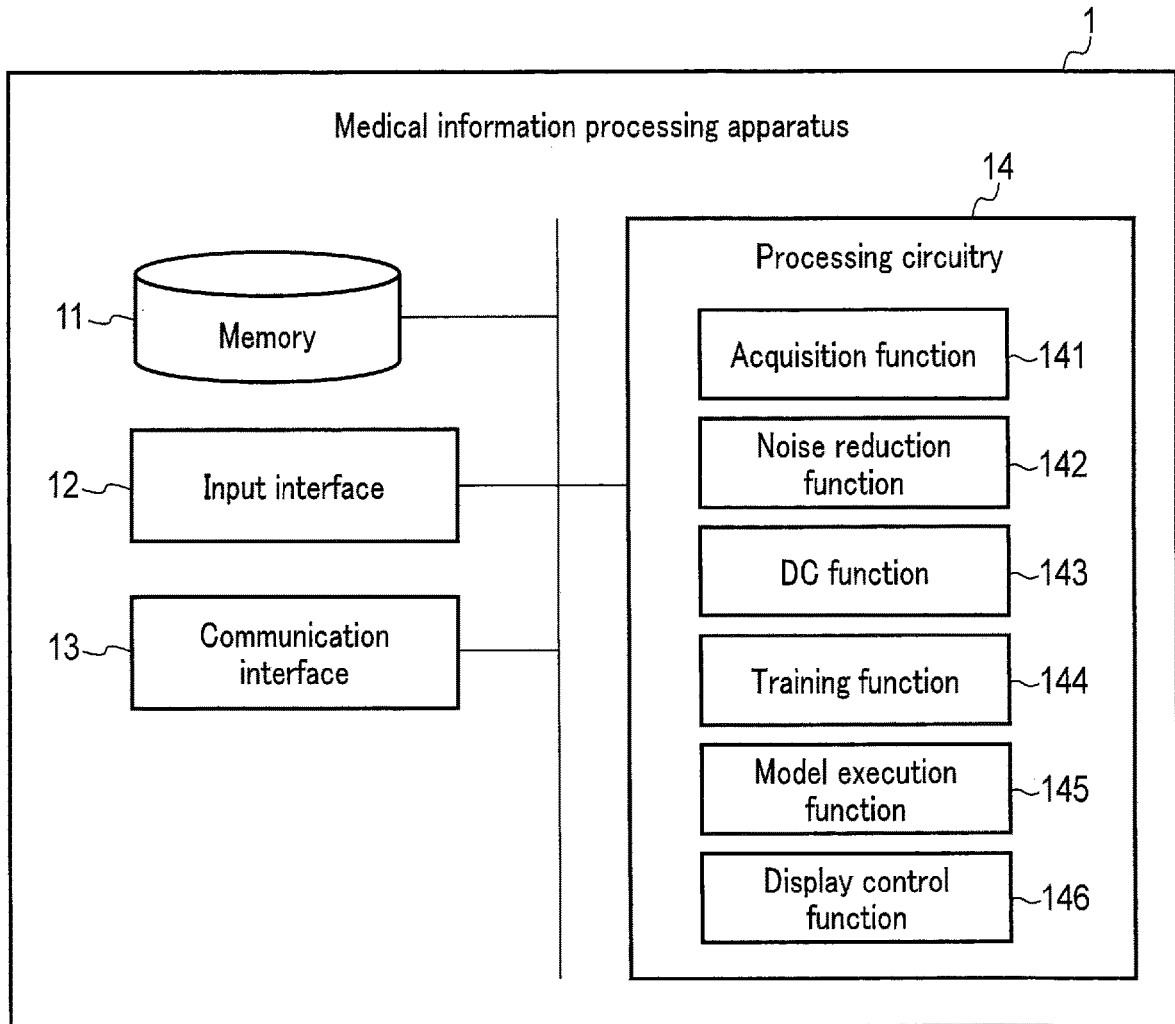 1
Medical information processing apparatus
14
Processing circuitry
11
Memory
12
Input interface
13
Communication
interface
Acquisition function
141
Noise reduction
function
142
DC function
143
Training function
144
Model execution
function
145
Display control
function
146